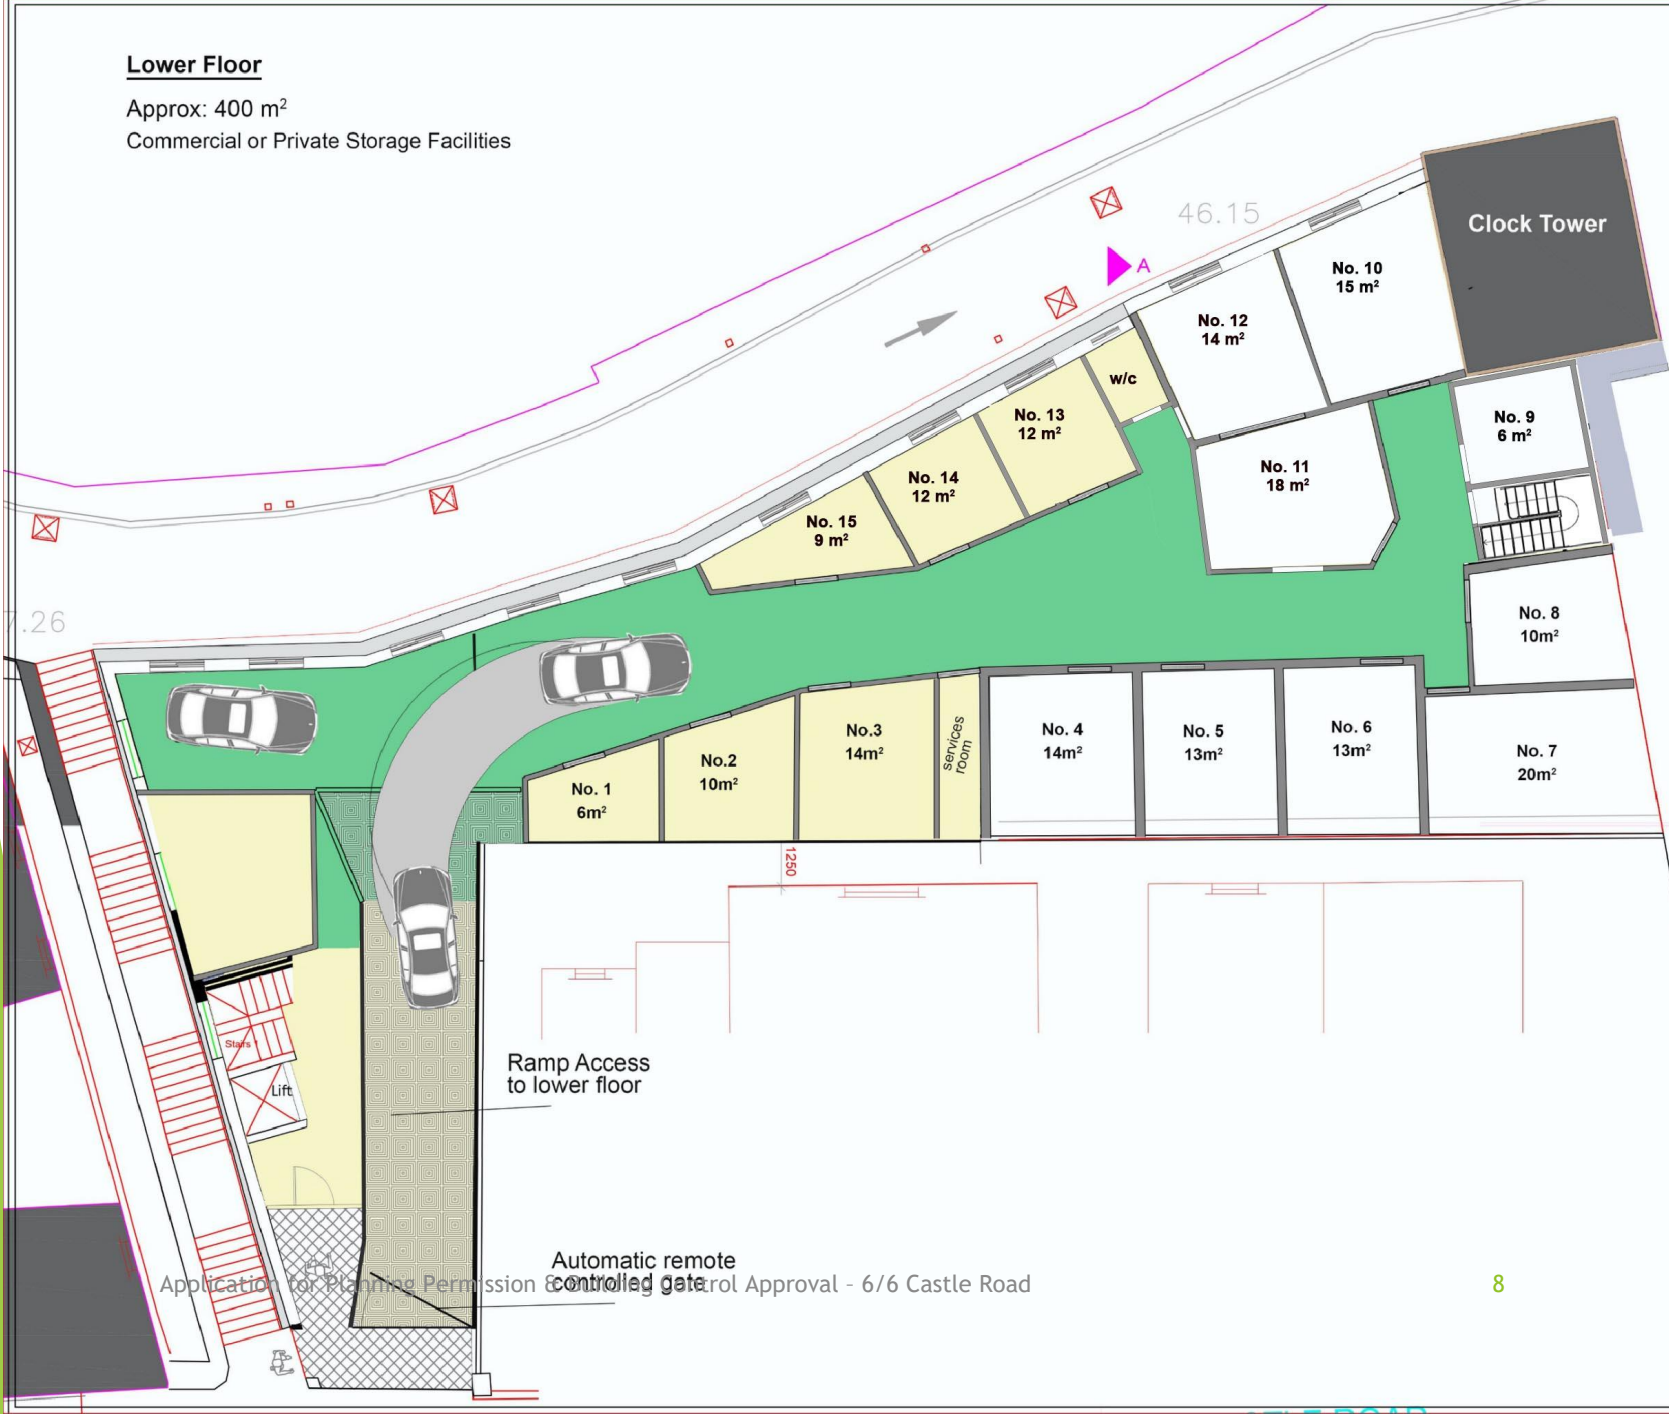 Lower Floor
Approx: 400 m²
Commercial or Private Storage Facilities
46.15
Clock Tower
A
No. 10
15 m²
No. 12
14 m²
w/c
No. 13
12 m²
No. 9
6 m²
No. 14
12 m²
No. 11
18 m²
No. 15
9 m²
7.26
No. 8
10m²
No. 4
14m²
No. 5
13m²
No. 6
13m²
No.3
14m²
services
room
No. 7
20m²
No.2
10m²
No. 1
6m²
1250
Stairs 1
Lift
Ramp Access
to lower floor
Automatic remote
controlled gate
Application for Planning Permission & Building Control Approval – 6/6 Castle Road
8